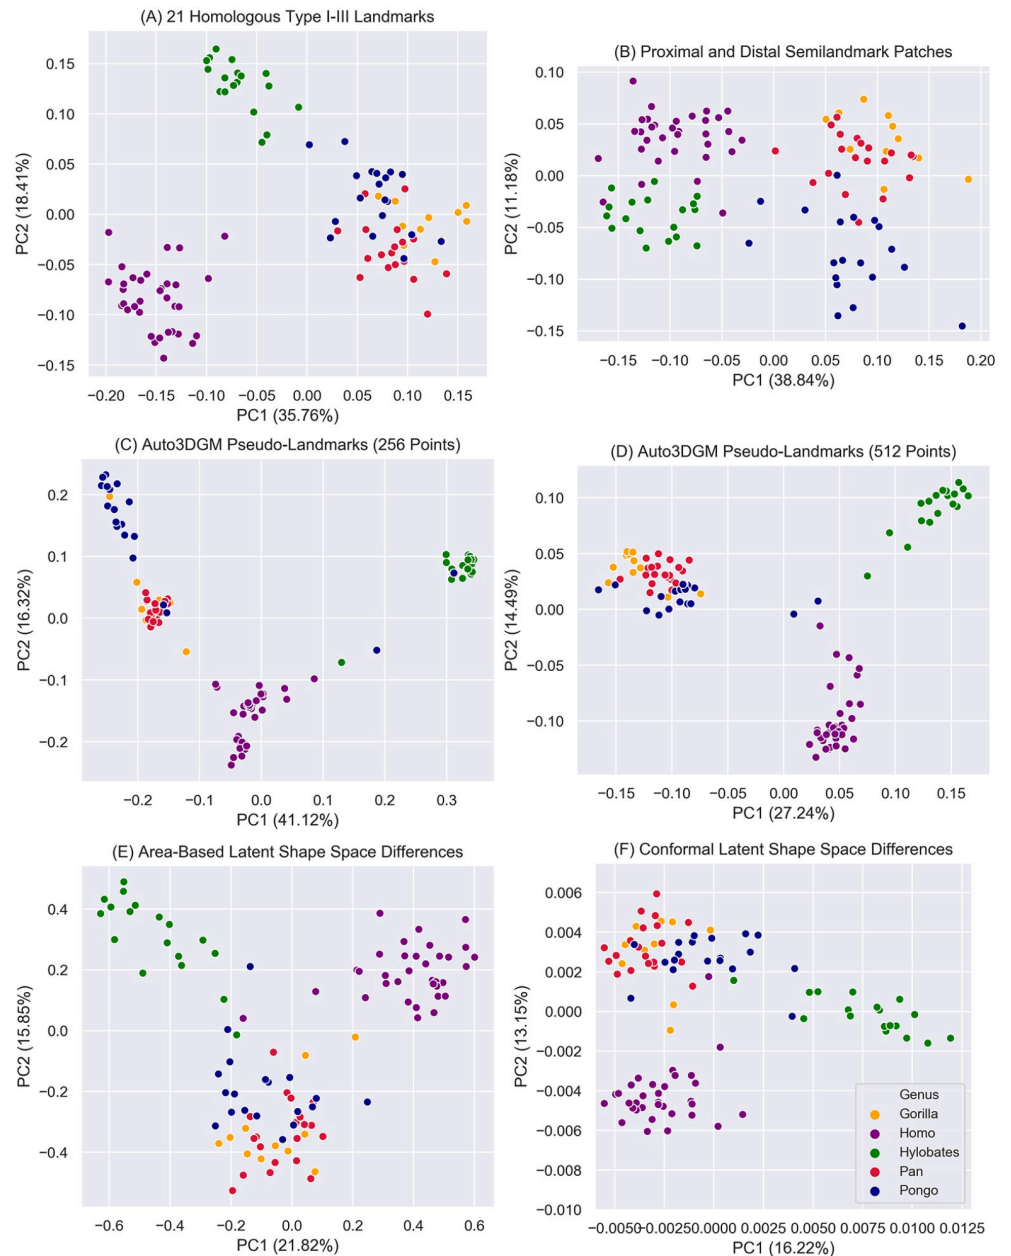 (A) 21 Homologous Type I-III Landmarks
0.15
0.10
0.05
0.00
−0.05
−0.10
−0.15
PC2 (18.41%)
−0.20 −0.15 −0.10 −0.05 0.00 0.05 0.10 0.15
PC1 (35.76%)
(B) Proximal and Distal Semilandmark Patches
0.10
0.05
0.00
−0.05
−0.10
−0.15
PC2 (11.18%)
−0.15 −0.10 −0.05 0.00 0.05 0.10 0.15 0.20
PC1 (38.84%)
(C) Auto3DGM Pseudo-Landmarks (256 Points)
0.2
0.1
0.0
−0.1
−0.2
PC2 (16.32%)
−0.2 −0.1 0.0 0.1 0.2 0.3
PC1 (41.12%)
(D) Auto3DGM Pseudo-Landmarks (512 Points)
0.10
0.05
0.00
−0.05
−0.10
PC2 (14.49%)
−0.15 −0.10 −0.05 0.00 0.05 0.10 0.15
PC1 (27.24%)
(E) Area-Based Latent Shape Space Differences
0.4
0.2
0.0
−0.2
−0.4
PC2 (15.85%)
−0.6 −0.4 −0.2 0.0 0.2 0.4 0.6
PC1 (21.82%)
(F) Conformal Latent Shape Space Differences
0.006
0.004
0.002
0.000
−0.002
−0.004
−0.006
−0.008
−0.010
PC2 (13.15%)
−0.0050 −0.0025 0.0000 0.0025 0.0050 0.0075 0.0100 0.0125
PC1 (16.22%)
Genus
Gorilla
Homo
Hylobates
Pan
Pongo